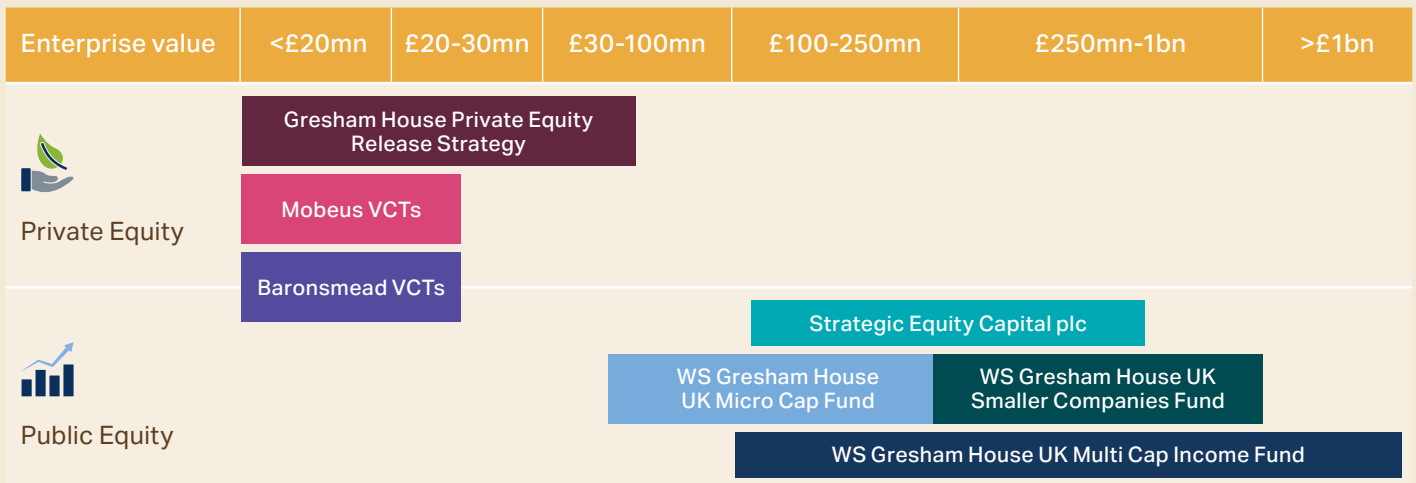 Enterprise value
<£20mn
£20-30mn
£30-100mn
£100-250mn
£250mn-1bn
>£1bn
Gresham House Private Equity
Release Strategy
Private Equity
Mobeus VCTs
Baronsmead VCTs
Public Equity
Strategic Equity Capital plc
WS Gresham House
UK Micro Cap Fund
WS Gresham House UK
Smaller Companies Fund
WS Gresham House UK Multi Cap Income Fund